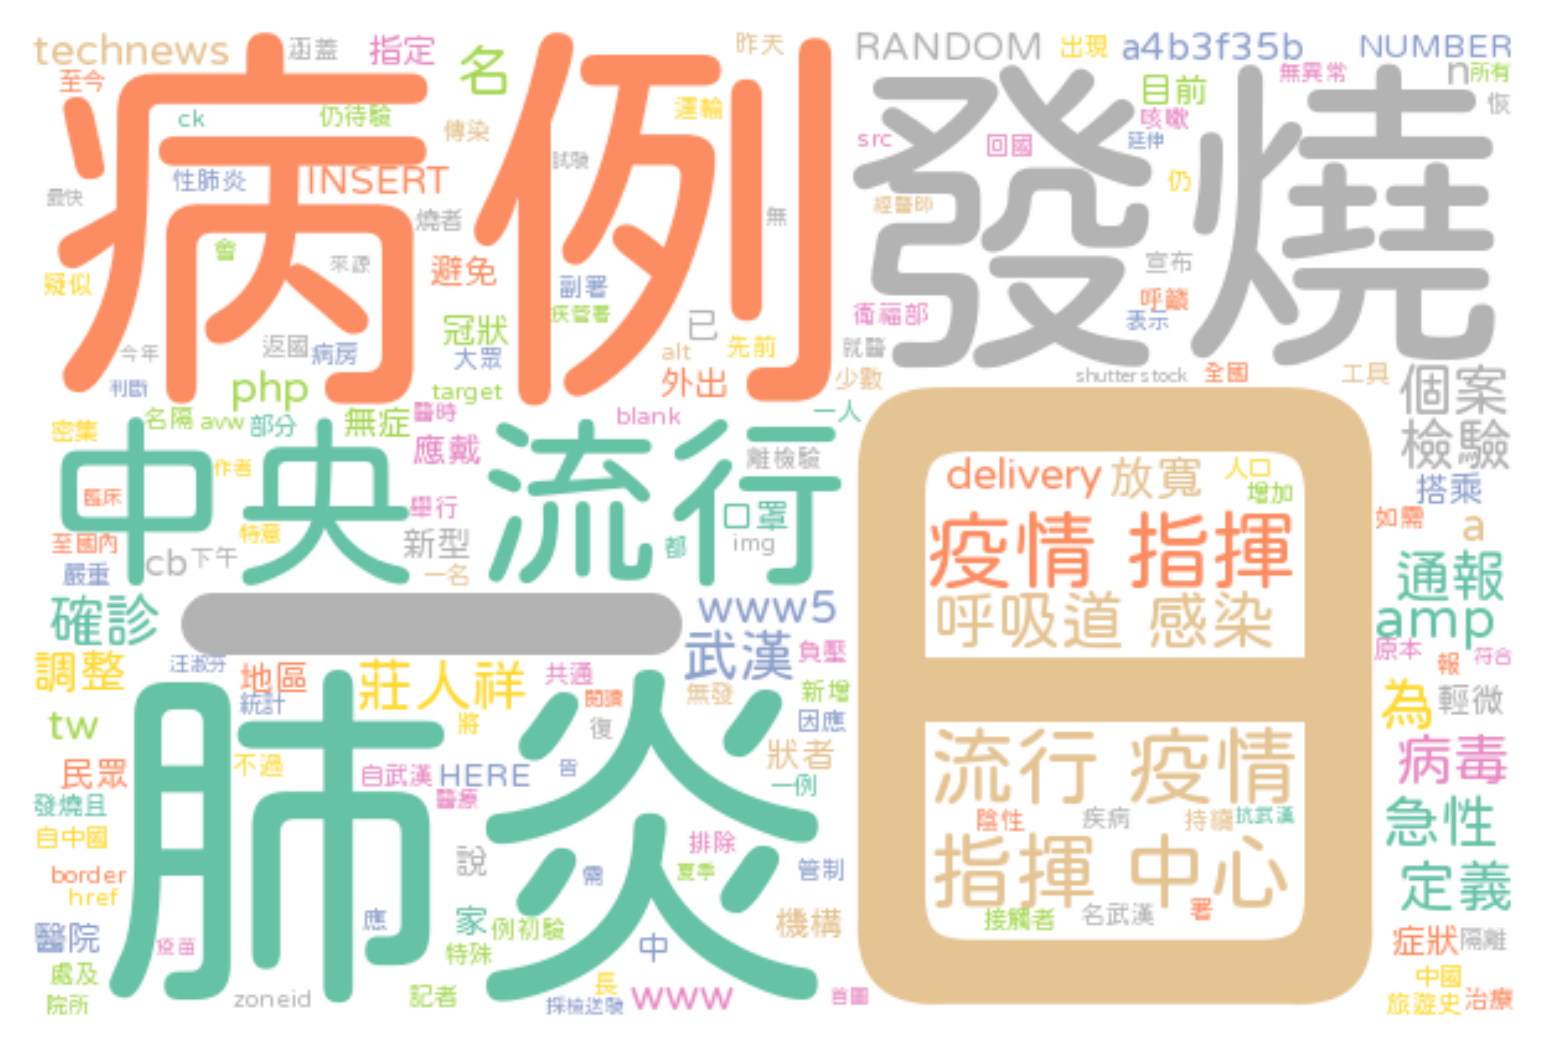 technews
涵蓋
指定
名
昨天
RANDOM
出現
a4b3f35b
NUMBER
至今
病例
發燒
無異常
n
所有
目前
恢
ck
仍待驗
傳染
運輸
咳嗽
src
回國
延伸
試驗
性肺炎
INSERT
仍
最快
燒者
無
經醫師
會
來源
避免
副署
宣布
疑似
疾管署
呼籲
衛福部
表示
冠狀
已
今年
返國
病房
大眾
alt
先前
就醫
判斷
php
target
外出
少數
shutterstock
全國
工具
個案
名隔
avw
部分
無症
醫時
blank
一人
密集
中央
流行
應戴
離檢驗
檢驗
作者
日
delivery
放寬
人口
增加
搭乘
臨床
舉行
口罩
特意
疫情 指揮
如需
a
至國內
cb
下午
新型
都
img
嚴重
一名
通報
確診
一
www5
呼吸道 感染
amp
武漢
負壓
原本
報
符合
汪淑芬
調整
地區
莊人祥
共通
閱讀
無發
新增
為
輕微
統計
tw
將
復
因應
流行 疫情
病毒
民眾
不過
肺炎
自武漢
HERE
皆
狀者
一例
醫療
發燒且
陰性
疾病
持續
抗武漢
急性
自中國
排除
說
夏季
管制
指揮 中心
border
href
需
定義
醫院
應
家
例初驗
機構
接觸者
名武漢
署
疫苗
特殊
中
症狀
隔離
處及
長
中國
院所
zoneid
記者
採檢送驗
www
首圖
旅遊史
治療